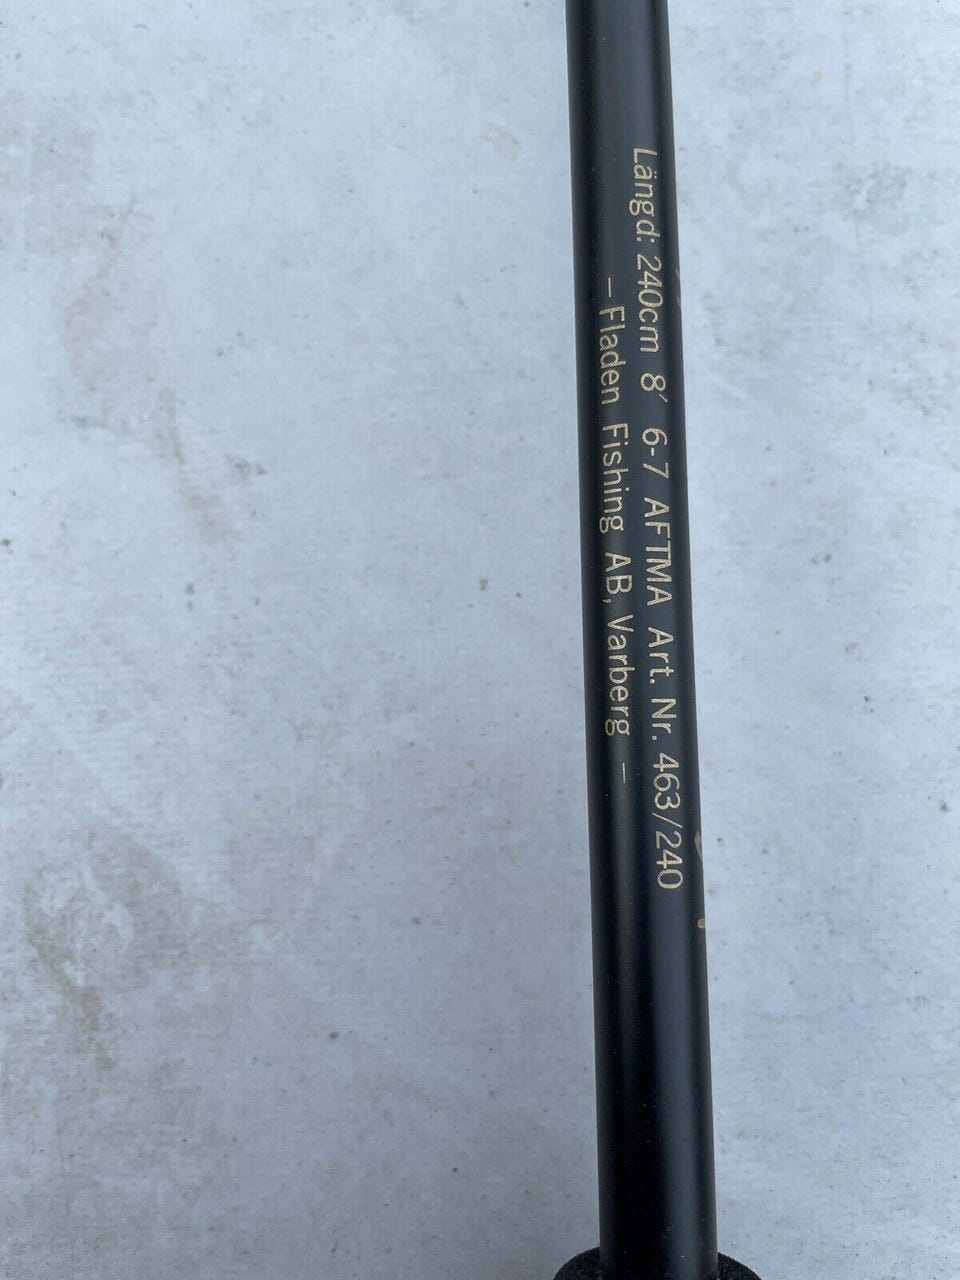 Längd: 240cm 8´ 6-7 AFTMA Art. Nr. 463/240
– Fladen Fishing AB, Varberg –